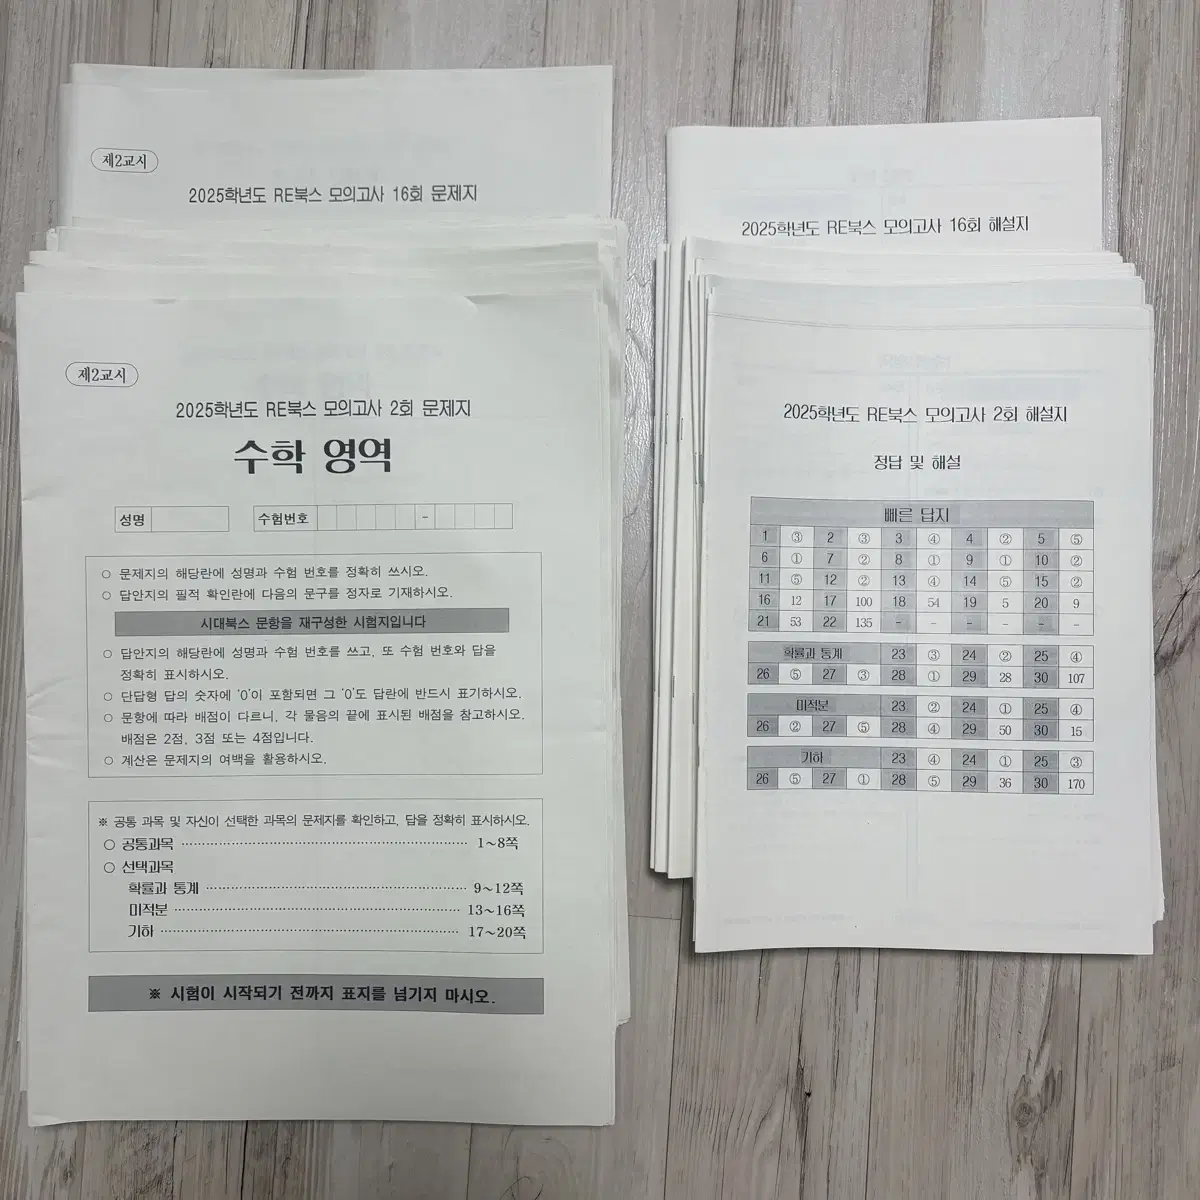 제2교시
2025학년도 RE북스 모의고사 16회 문제지
제2교시
2025학년도 RE북스 모의고사 2회 문제지
수학 영역
성명 수험번호 -
○ 문제지의 해당란에 성명과 수험 번호를 정확히 쓰시오.
○ 답안지의 필적 확인란에 다음의 문구를 정자로 기재하시오.
시대북스 문항을 재구성한 시험지입니다
○ 답안지의 해당란에 성명과 수험 번호를 쓰고, 또 수험 번호와 답을
정확히 표시하시오.
○ 단답형 답의 숫자에 '0'이 포함되면 그 '0'도 답란에 반드시 표기하시오.
○ 문항에 따라 배점이 다르니, 각 물음의 끝에 표시된 배점을 참고하시오.
배점은 2점, 3점 또는 4점입니다.
○ 계산은 문제지의 여백을 활용하시오.
※ 공통 과목 및 자신이 선택한 과목의 문제지를 확인하고, 답을 정확히 표시하시오.
○ 공통과목 ················ 1~8쪽
○ 선택과목
확률과 통계 ················ 9~12쪽
미적분 ················ 13~16쪽
기하 ················ 17~20쪽
※ 시험이 시작되기 전까지 표지를 넘기지 마시오.
2025학년도 RE북스 모의고사 16회 해설지
2025학년도 RE북스 모의고사 2회 해설지
정답 및 해설
빠른 답지
1 ③ 2 ③ 3 ④ 4 ② 5 ⑤
6 ① 7 ② 8 ① 9 ① 10 ②
11 ⑤ 12 ② 13 ④ 14 ⑤ 15 ②
16 12 17 100 18 54 19 5 20 9
21 53 22 135 - - - - - -
확률과 통계 23 ③ 24 ② 25 ④
26 ⑤ 27 ③ 28 ① 29 28 30 107
미적분 23 ② 24 ① 25 ④
26 ② 27 ⑤ 28 ④ 29 50 30 15
기하 23 ④ 24 ① 25 ③
26 ⑤ 27 ① 28 ⑤ 29 36 30 170